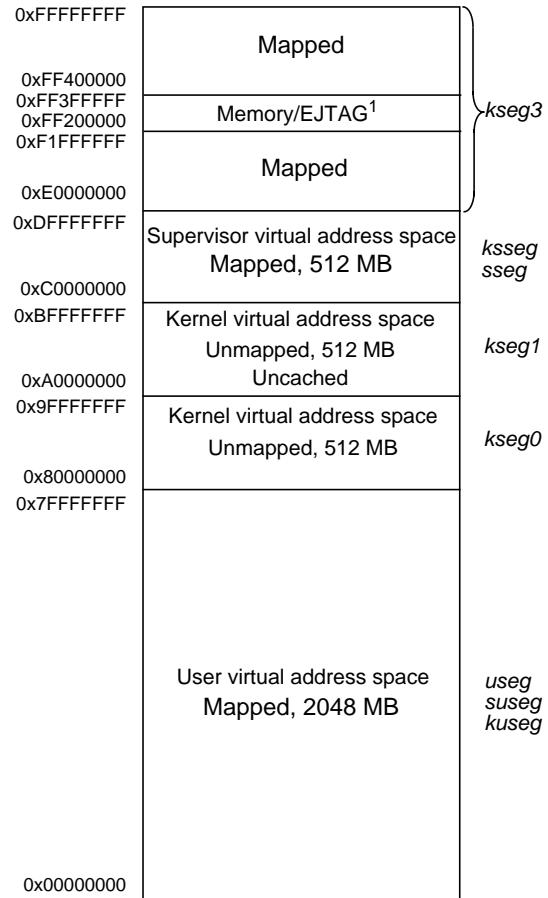 0xFFFFFFFF
Mapped
0xFF400000
0xFF3FFFFF
Memory/EJTAG1
kseg3
0xFF200000
0xF1FFFFFF
Mapped
0xE0000000
0xDFFFFFFF
Supervisor virtual address space
Mapped, 512 MB
ksseg
sseg
0xC0000000
0xBFFFFFFF
Kernel virtual address space
Unmapped, 512 MB
kseg1
Uncached
0xA0000000
0x9FFFFFFF
Kernel virtual address space
Unmapped, 512 MB
kseg0
0x80000000
0x7FFFFFFF
User virtual address space
Mapped, 2048 MB
useg
suseg
kuseg
0x00000000